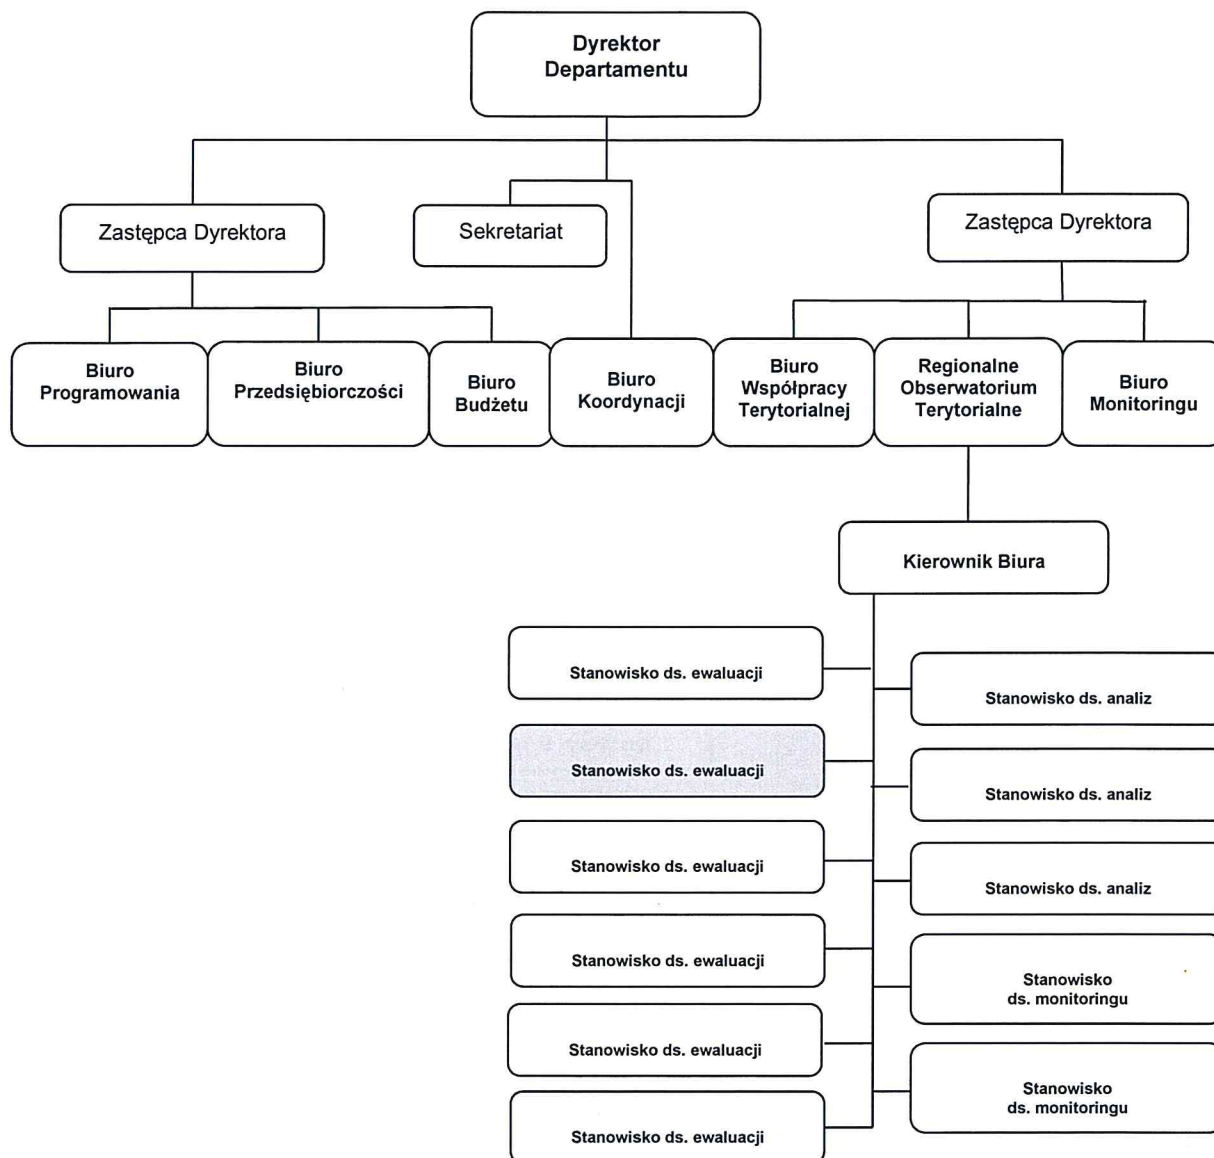 Dyrektor
Departamentu
Zastępca Dyrektora
Sekretariat
Zastępca Dyrektora
Biuro
Programowania
Biuro
Przedsiębiorczości
Biuro
Budżetu
Biuro
Koordynacji
Biuro
Współpracy
Terytorialnej
Regionalne
Obserwatorium
Terytorialne
Biuro
Monitoringu
Kierownik Biura
Stanowisko ds. ewaluacji
Stanowisko ds. analiz
Stanowisko ds. ewaluacji
Stanowisko ds. analiz
Stanowisko ds. ewaluacji
Stanowisko ds. analiz
Stanowisko ds. ewaluacji
Stanowisko
ds. monitoringu
Stanowisko ds. ewaluacji
Stanowisko
ds. monitoringu
Stanowisko ds. ewaluacji